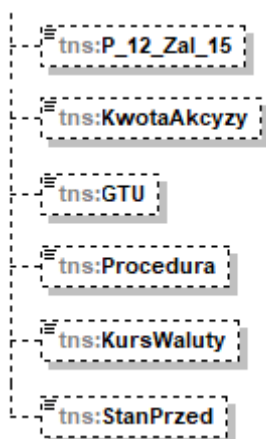 tns:P_12_Zal_15
tns:KwotaAkcyzy
tns:GTU
tns:Procedura
tns:KursWaluty
tns:StanPrzed